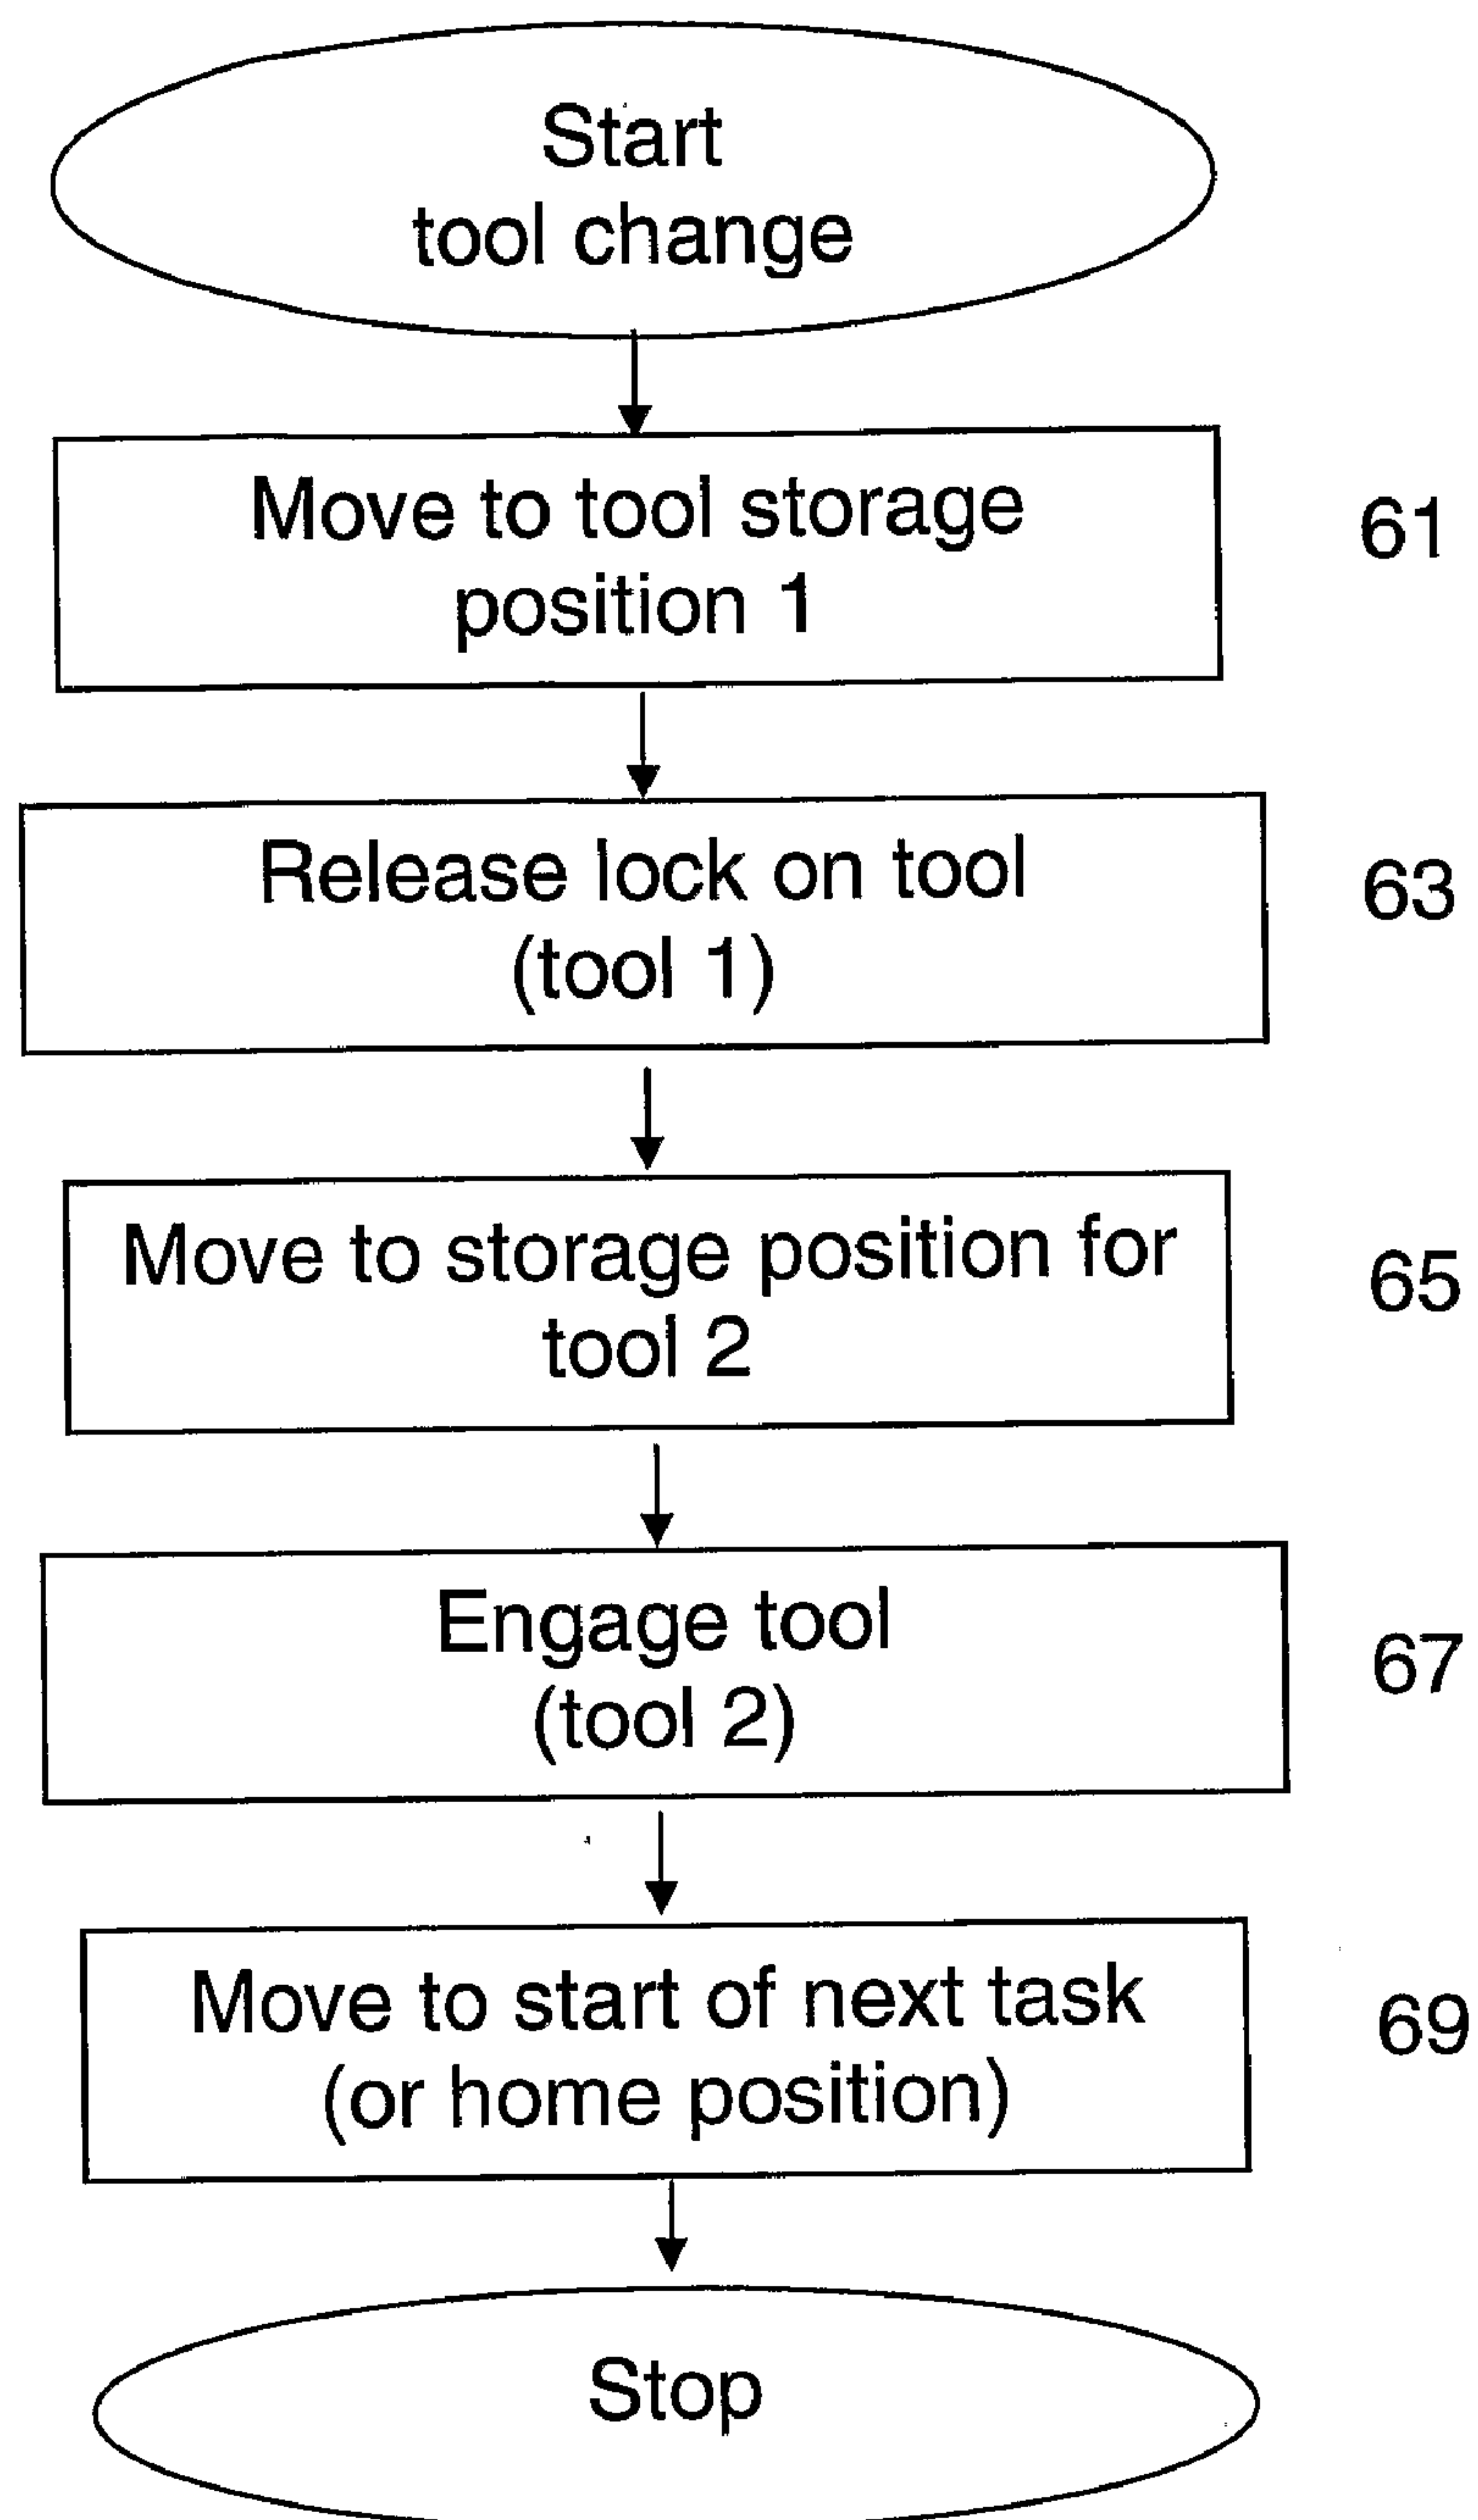 Start
tool change
Move to tool storage
position 1
61
Release lock on tool
(tool 1)
63
Move to storage position for
tool 2
65
Engage tool
(tool 2)
67
Move to start of next task
(or home position)
69
Stop